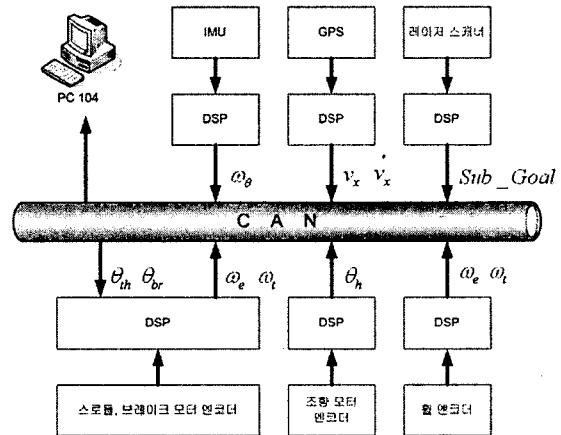 IMU
GPS
레이저 스캐너
PC 104
DSP
DSP
DSP
ω_θ
v_x v̇_x
Sub_Goal
C A N
θ_th θ_br
ω_e ω_t
θ_h
ω_e ω_t
DSP
DSP
DSP
스로틀, 브레이크 모터 엔코더
조향 모터
엔코더
휠 엔코더